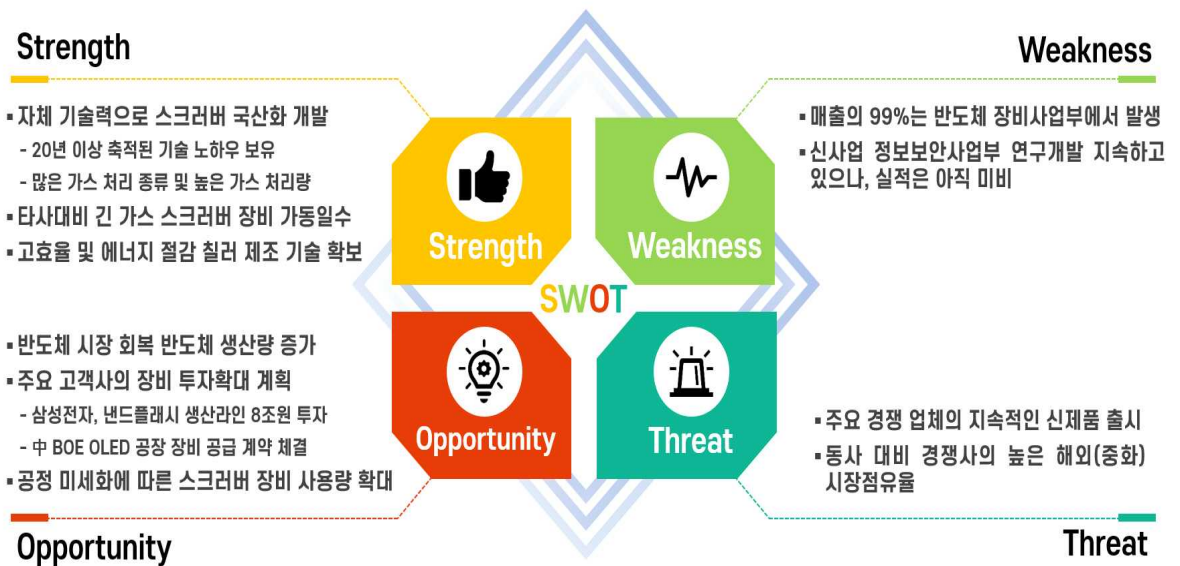 Strength
▪자체 기술력으로 스크러버 국산화 개발
- 20년 이상 축적된 기술 노하우 보유
- 많은 가스 처리 종류 및 높은 가스 처리량
▪타사대비 긴 가스 스크러버 장비 가동일수
▪고효율 및 에너지 절감 칠러 제조 기술 확보
Weakness
▪매출의 99%는 반도체 장비사업부에서 발생
▪신사업 정보보안사업부 연구개발 지속하고
있으나, 실적은 아직 미비
Strength
Weakness
SWOT
Opportunity
Threat
▪반도체 시장 회복 반도체 생산량 증가
▪주요 고객사의 장비 투자확대 계획
- 삼성전자, 낸드플래시 생산라인 8조원 투자
- 中 BOE OLED 공장 장비 공급 계약 체결
▪공정 미세화에 따른 스크러버 장비 사용량 확대
Opportunity
▪주요 경쟁 업체의 지속적인 신제품 출시
▪동사 대비 경쟁사의 높은 해외(중화)
시장점유율
Threat